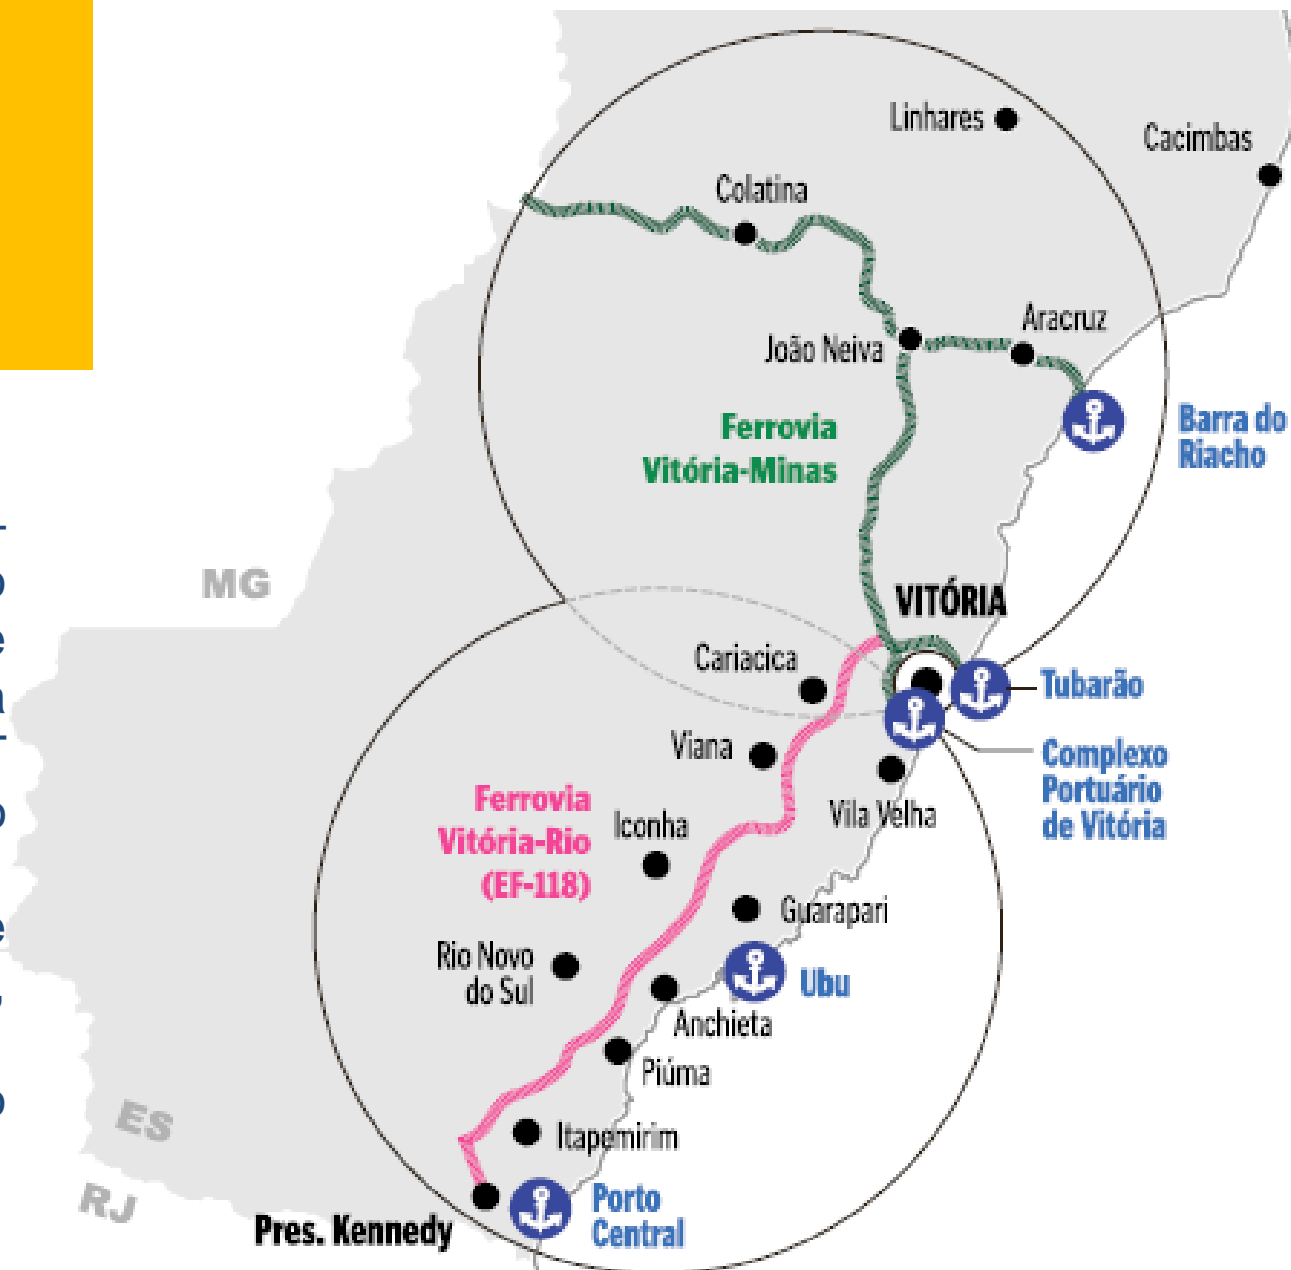 Linhares
Cacimbas
Colatina
Aracruz
João Neiva
Barra do
Riacho
Ferrovia
Vitória-Minas
MG
VITÓRIA
Cariacica
Tubarão
Viana
Complexo
Portuário
de Vitória
Ferrovia
Vitória-Rio
(EF-118)
Iconha
Vila Velha
Guarapari
Rio Novo
do Sul
Ubu
Anchieta
Piúma
ES
Itapemirim
RJ
Porto
Central
Pres. Kennedy